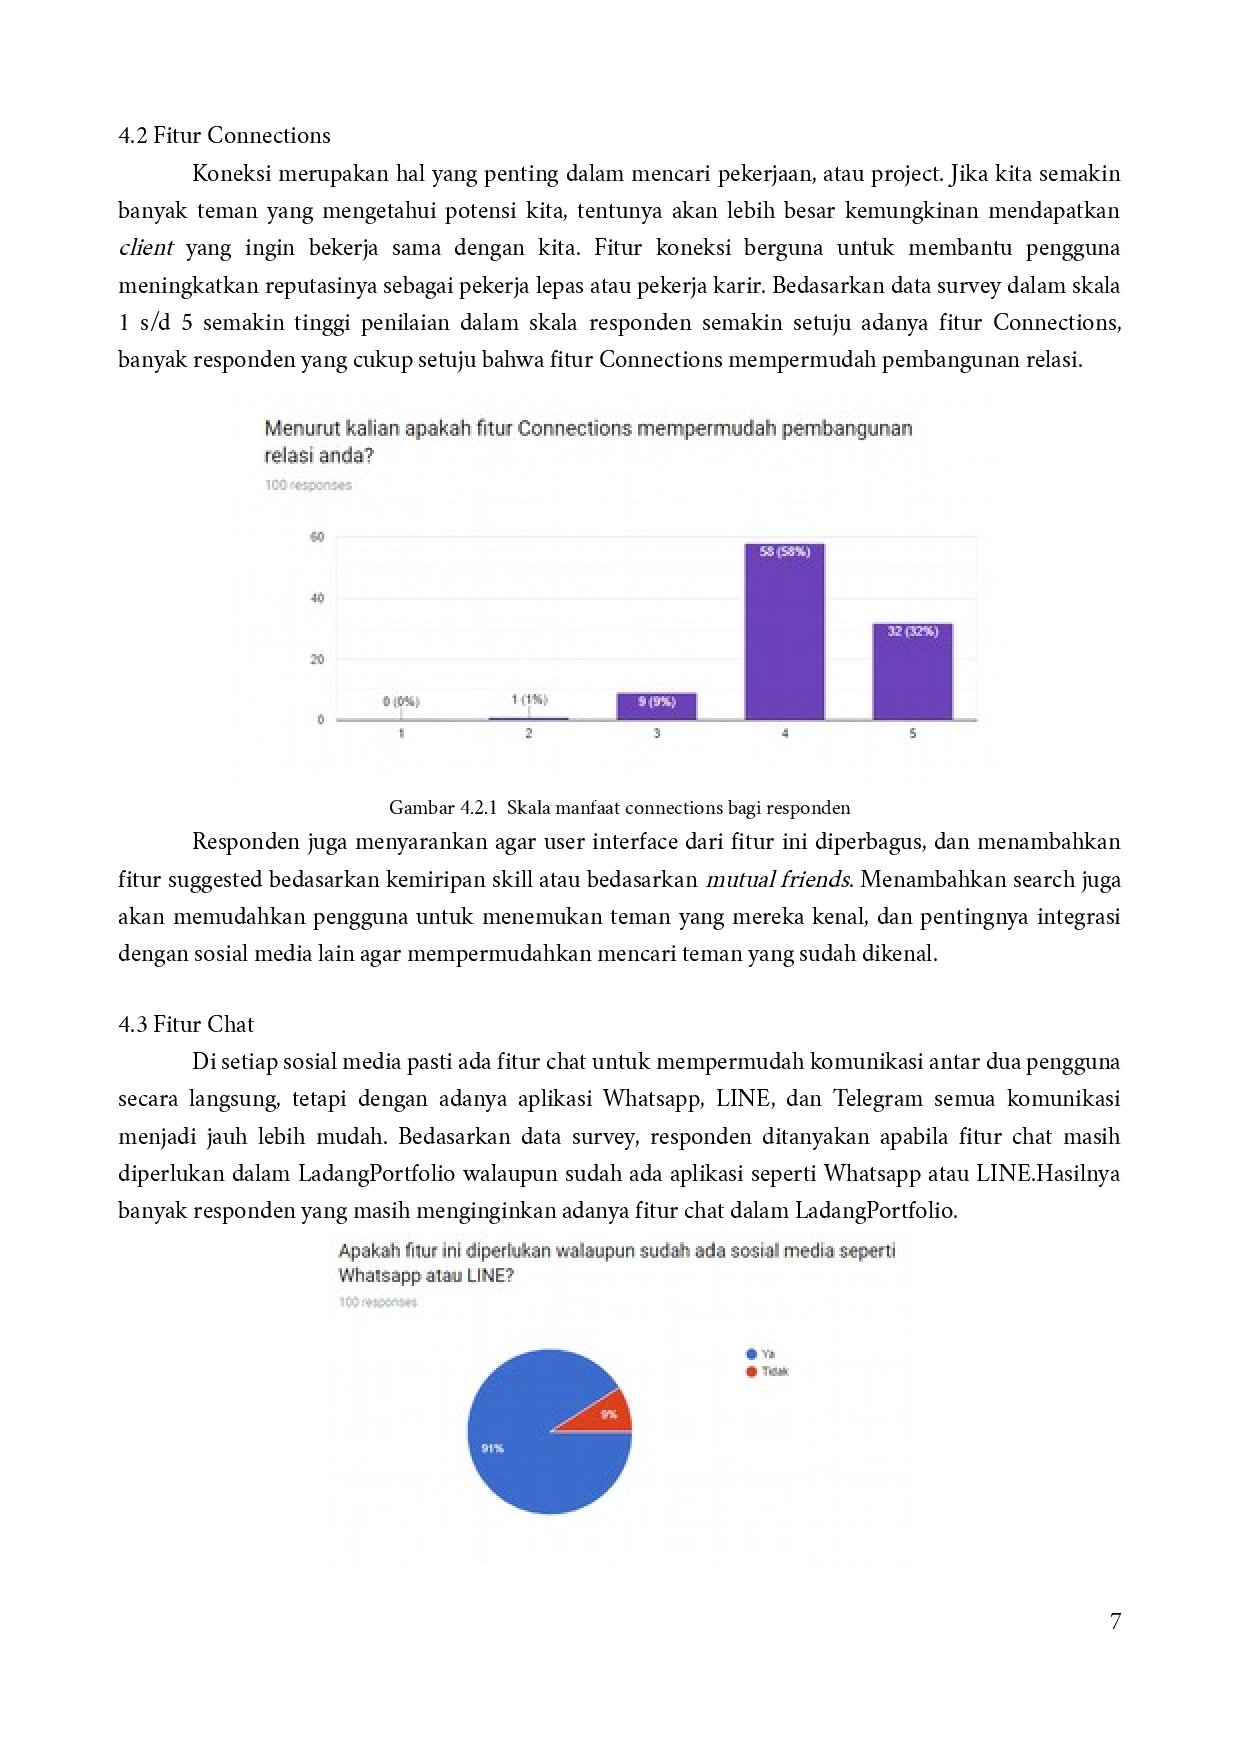 4.2 Fitur Connections
Koneksi merupakan hal yang penting dalam mencari pekerjaan, atau project. Jika kita semakin
banyak teman yang mengetahui potensi kita, tentunya akan lebih besar kemungkinan mendapatkan
client yang ingin bekerja sama dengan kita. Fitur koneksi berguna untuk membantu pengguna
meningkatkan reputasinya sebagai pekerja lepas atau pekerja karir. Bedasarkan data survey dalam skala
1 s/d 5 semakin tinggi penilaian dalam skala responden semakin setuju adanya fitur Connections,
banyak responden yang cukup setuju bahwa fitur Connections mempermudah pembangunan relasi.
Menurut kalian apakah fitur Connections mempermudah pembangunan
relasi anda?
100 responses
60
40
20
0
0 (0%)
1 (1%)
9 (9%)
58 (58%)
32 (32%)
1 2 3 4 5
Gambar 4.2.1 Skala manfaat connections bagi responden
Responden juga menyarankan agar user interface dari fitur ini diperbagus, dan menambahkan
fitur suggested bedasarkan kemiripan skill atau bedasarkan mutual friends. Menambahkan search juga
akan memudahkan pengguna untuk menemukan teman yang mereka kenal, dan pentingnya integrasi
dengan sosial media lain agar mempermudahkan mencari teman yang sudah dikenal.
4.3 Fitur Chat
Di setiap sosial media pasti ada fitur chat untuk mempermudah komunikasi antar dua pengguna
secara langsung, tetapi dengan adanya aplikasi Whatsapp, LINE, dan Telegram semua komunikasi
menjadi jauh lebih mudah. Bedasarkan data survey, responden ditanyakan apabila fitur chat masih
diperlukan dalam LadangPortfolio walaupun sudah ada aplikasi seperti Whatsapp atau LINE.Hasilnya
banyak responden yang masih menginginkan adanya fitur chat dalam LadangPortfolio.
Apakah fitur ini diperlukan walaupun sudah ada sosial media seperti
Whatsapp atau LINE?
100 responses
Ya
Tidak
9%
91%
7